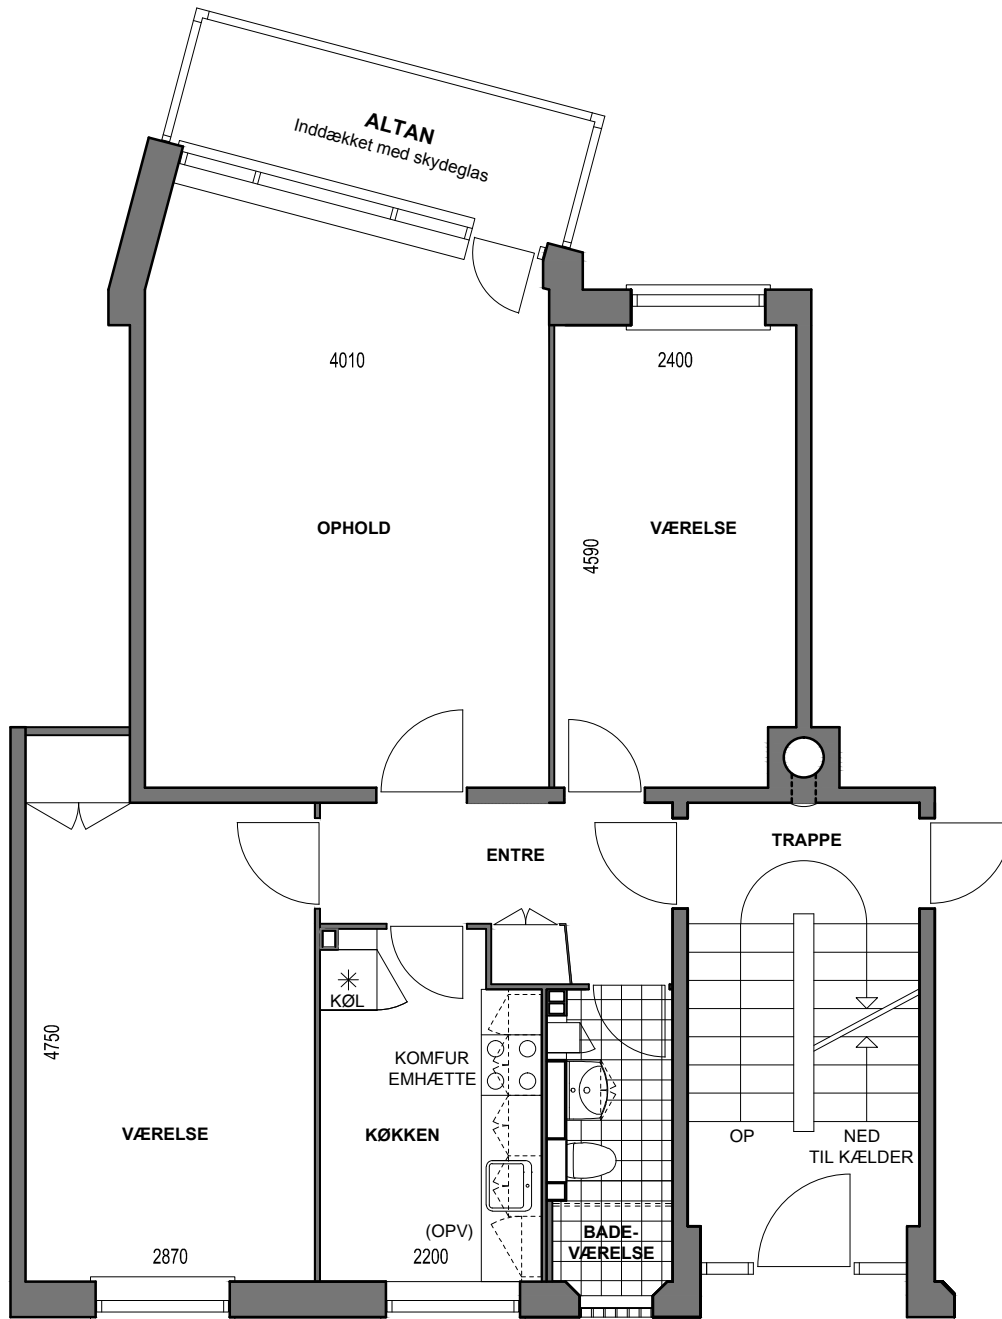 ALTAN
Inddækket med skydeglas
4010
2400
OPHOLD
VÆRELSE
4590
ENTRE
TRAPPE
KØL
4750
KOMFUR
EMHÆTTE
VÆRELSE
KØKKEN
OP
NED
TIL KÆLDER
(OPV)
BADE-
VÆRELSE
2870
2200